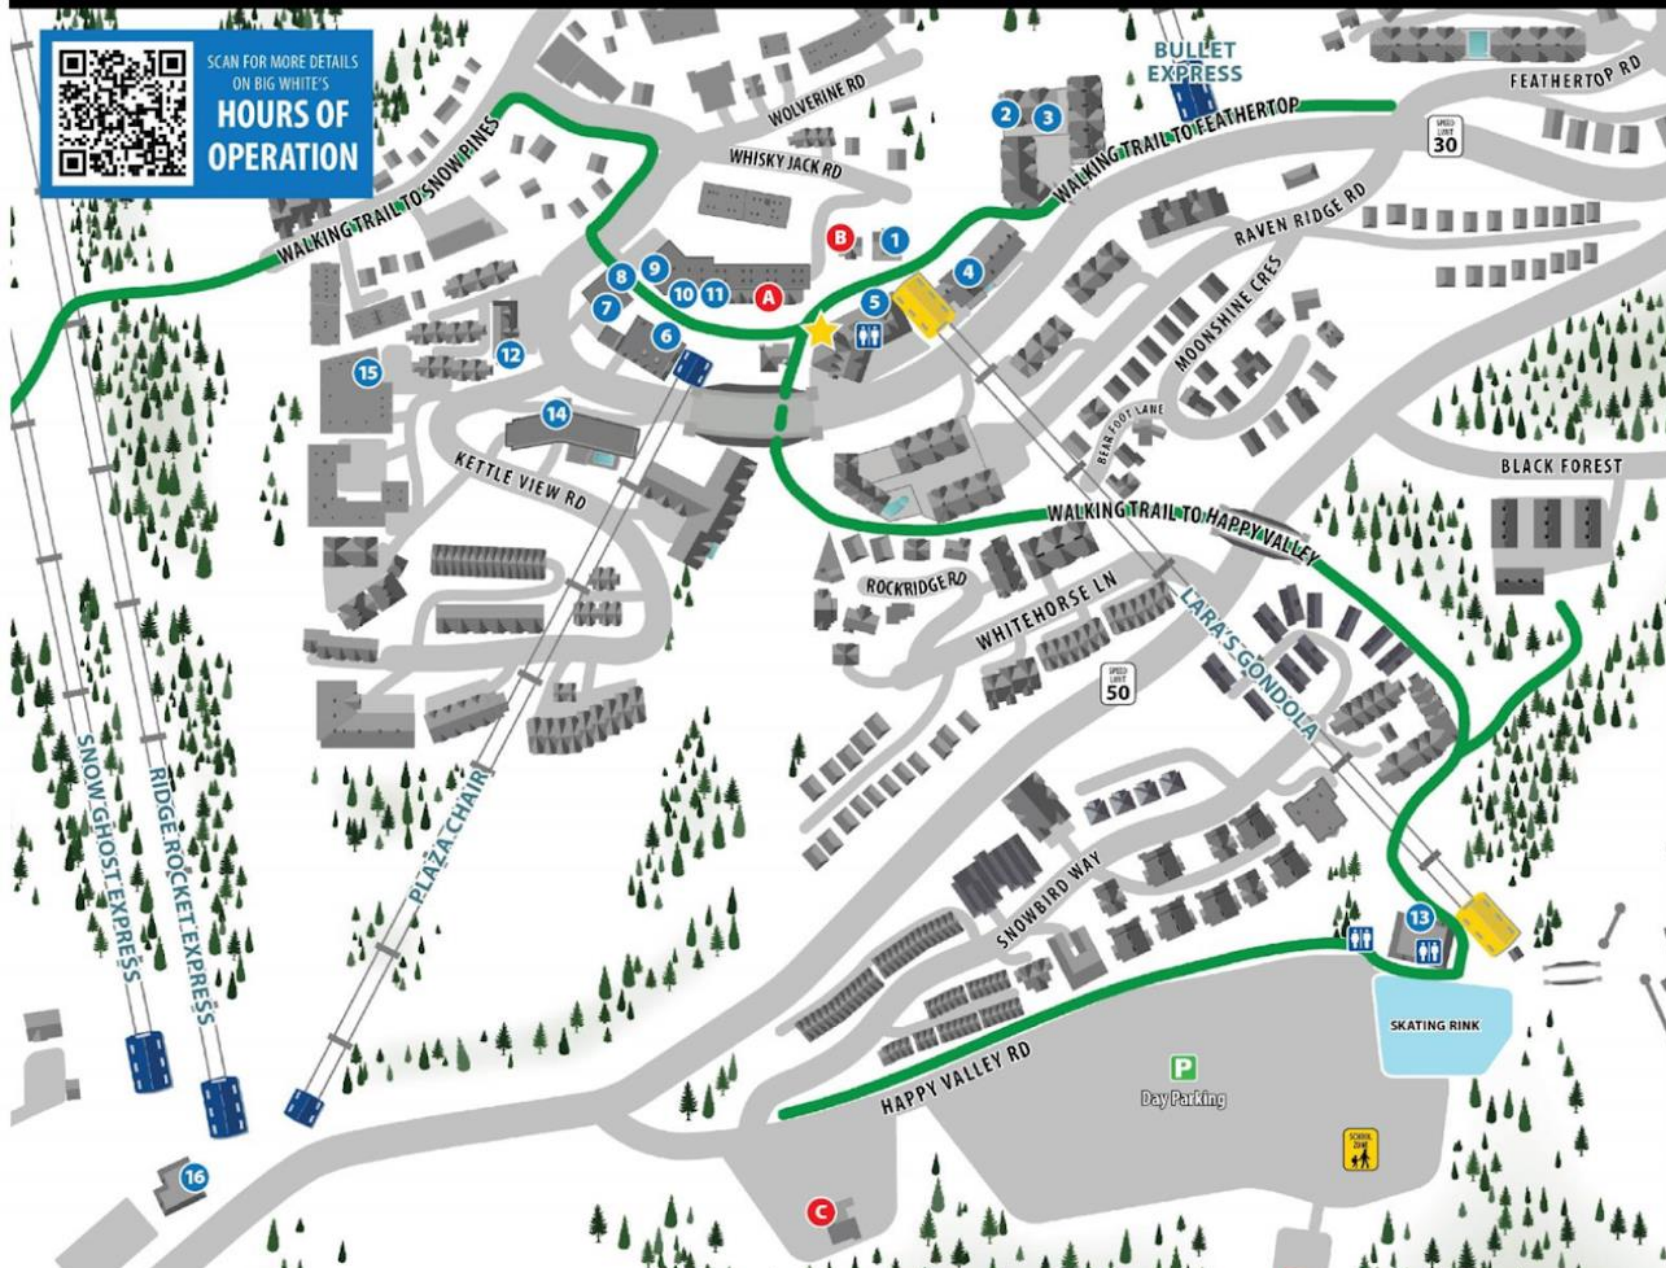 SCAN FOR MORE DETAILS
ON BIG WHITE'S
HOURS OF
OPERATION
BULLET
EXPRESS
FEATHERTOP RD
WOLVERINE RD
2
3
SPEED
LIMIT
30
WALKING TRAIL TO FEATHERTOP
WHISKY JACK RD
WALKING TRAIL TO SNOWPINES
RAVEN RIDGE RD
B
1
4
8
9
10
11
A
5
7
6
MOONSHINE CRES
12
15
14
BEAR FOOT LANE
KETTLE VIEW RD
BLACK FOREST
WALKING TRAIL TO HAPPY VALLEY
ROCKRIDGE RD
WHITEHORSE LN
LARA'S GONDOLA
SPEED
LIMIT
50
SNOW GHOST EXPRESS
RIDGE ROCKET EXPRESS
PLAZA CHAIR
SNOWBIRD WAY
13
SKATING RINK
HAPPY VALLEY RD
P
Day Parking
SCHOOL
ZONE
16
C